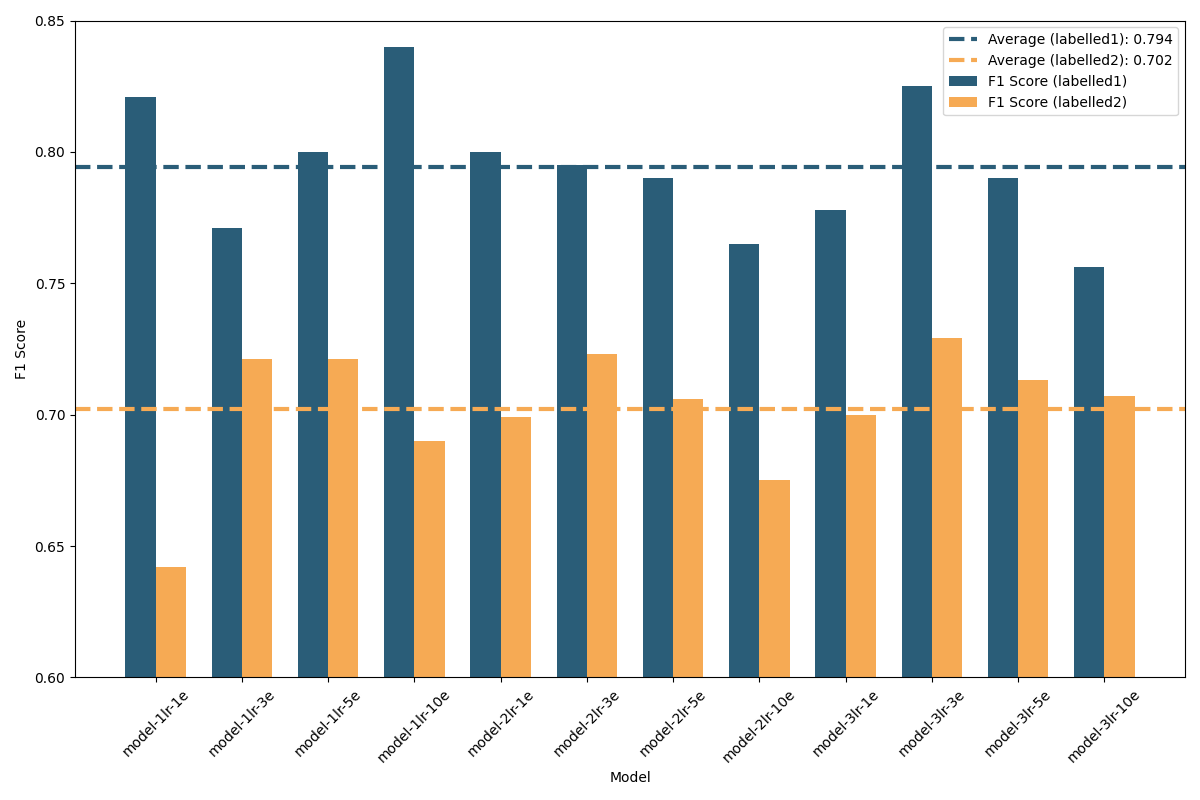 0.85
0.80
0.75
0.70
0.65
0.60
F1 Score
Average (labelled1): 0.794
Average (labelled2): 0.702
F1 Score (labelled1)
F1 Score (labelled2)
model-1lr-1e
model-1lr-3e
model-1lr-5e
model-1lr-10e
model-2lr-1e
model-2lr-3e
model-2lr-5e
model-2lr-10e
model-3lr-1e
model-3lr-3e
model-3lr-5e
model-3lr-10e
Model